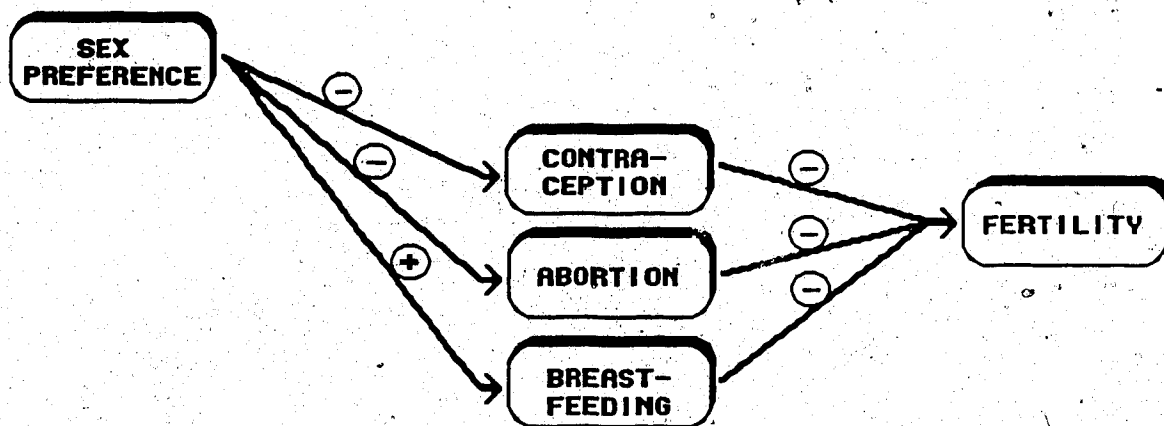 SEX
PREFERENCE
−
−
+
CONTRA-
CEPTION
ABORTION
BREAST-
FEEDING
−
−
−
FERTILITY